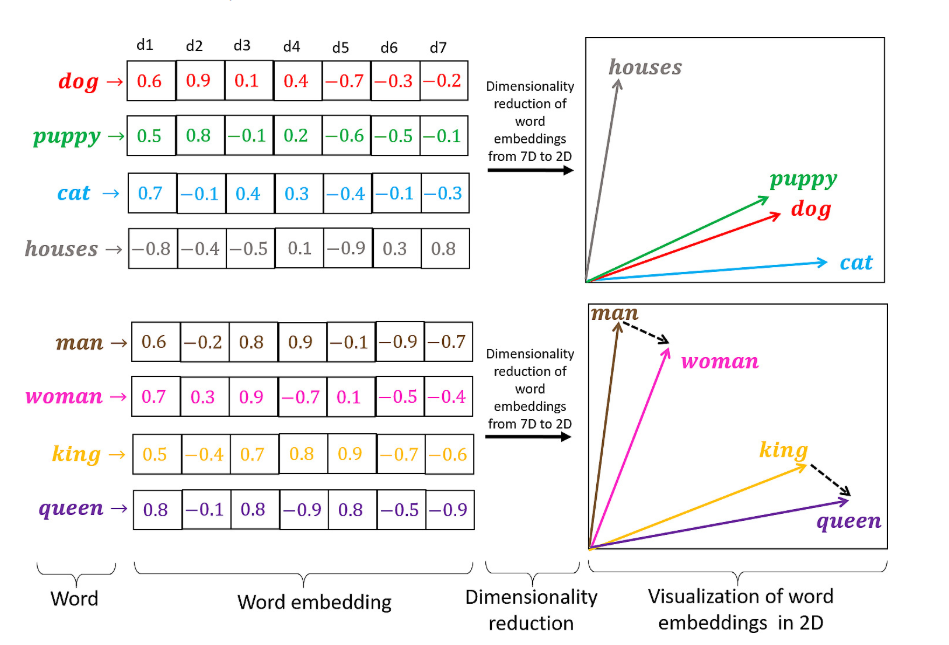 d1 d2 d3 d4 d5 d6 d7
dog → 0.6 0.9 0.1 0.4 −0.7 −0.3 −0.2
puppy → 0.5 0.8 −0.1 0.2 −0.6 −0.5 −0.1
cat → 0.7 −0.1 0.4 0.3 −0.4 −0.1 −0.3
houses → −0.8 −0.4 −0.5 0.1 −0.9 0.3 0.8
Dimensionality
reduction of
word
embeddings
from 7D to 2D
houses
puppy
dog
cat
man → 0.6 −0.2 0.8 0.9 −0.1 −0.9 −0.7
woman → 0.7 0.3 0.9 −0.7 0.1 −0.5 −0.4
king → 0.5 −0.4 0.7 0.8 0.9 −0.7 −0.6
queen → 0.8 −0.1 0.8 −0.9 0.8 −0.5 −0.9
Dimensionality
reduction of
word
embeddings
from 7D to 2D
man
woman
king
queen
Word
Word embedding
Dimensionality
reduction
Visualization of word
embeddings in 2D